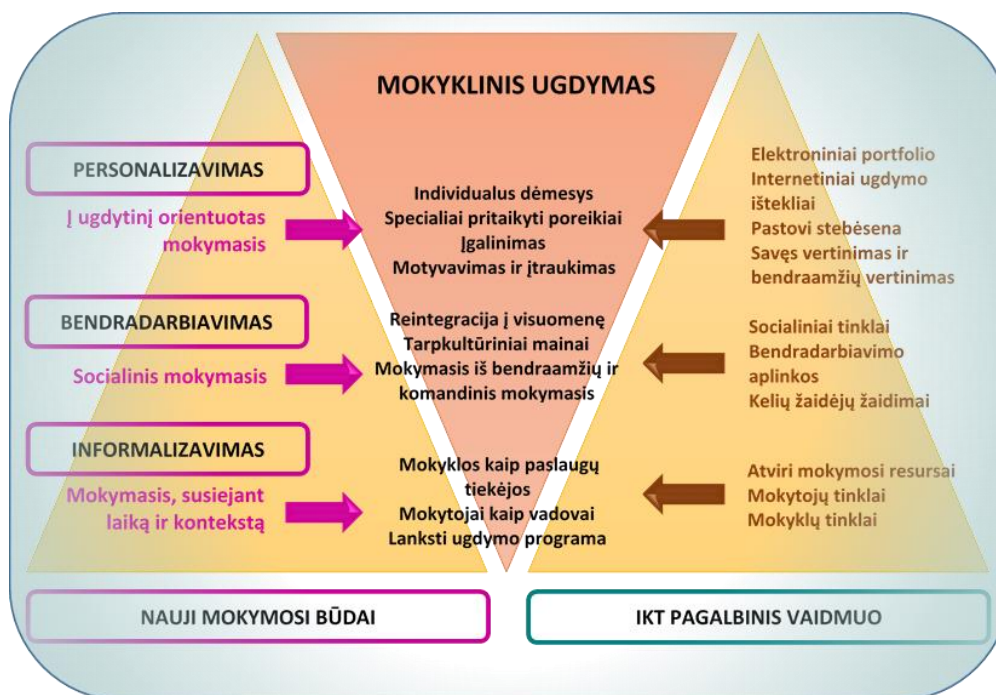 MOKYKLINIS UGDYMAS
PERSONALIZAVIMAS
Į ugdytinį orientuotas
mokymasis
Individualus dėmesys
Specialiai pritaikyti poreikiai
Įgalinimas
Motyvavimas ir įtraukimas
Elektroniniai portfolio
Internetiniai ugdymo
ištekliai
Pastovi stebėsena
Savęs vertinimas ir
bendraamžių vertinimas
BENDRADARBIAVIMAS
Socialinis mokymasis
Reintegracija į visuomenę
Tarpkultūriniai mainai
Mokymasis iš bendraamžių ir
komandinis mokymasis
Socialiniai tinklai
Bendradarbiavimo
aplinkos
Kelių žaidėjų žaidimai
INFORMALIZAVIMAS
Mokymasis, susiejant
laiką ir kontekstą
Mokyklos kaip paslaugų
tiekėjos
Mokytojai kaip vadovai
Lanksti ugdymo programa
Atviri mokymosi resursai
Mokytojų tinklai
Mokyklų tinklai
NAUJI MOKYMOSI BŪDAI
IKT PAGALBINIS VAIDMUO